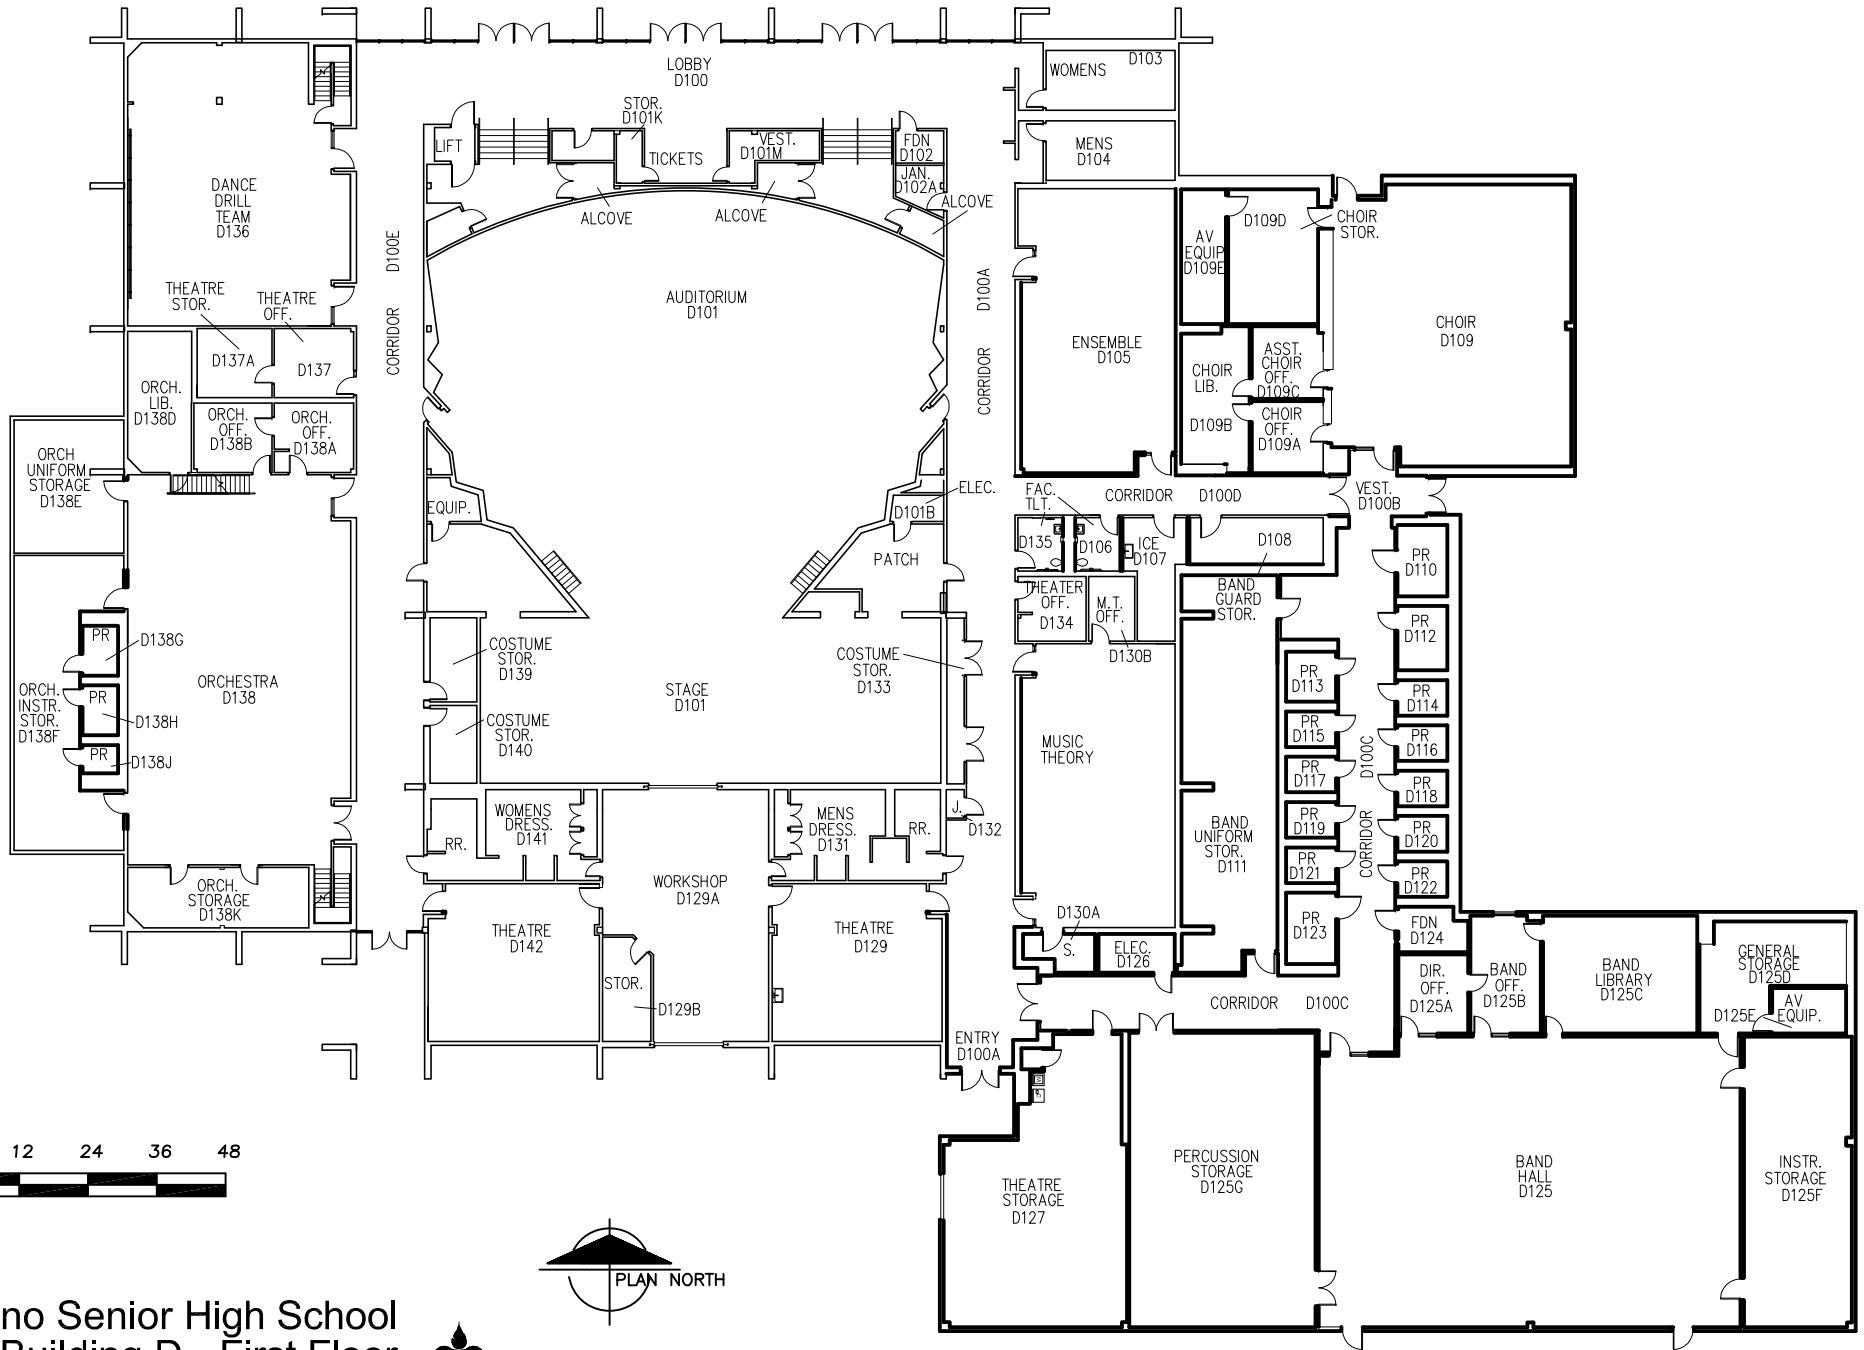 LOBBY
D100
WOMENS
D103
MENS
D104
STOR.
D101K
LIFT
TICKETS
VEST.
D101M
FDN
D102
JAN.
D102A
ALCOVE
ALCOVE
ALCOVE
DANCE
DRILL
TEAM
D136
CORRIDOR D100E
AUDITORIUM
D101
CORRIDOR D100A
ENSEMBLE
D105
AV
EQUIP
D109E
D109D
CHOIR
STOR.
CHOIR
D109
THEATRE
STOR.
D137A
THEATRE
OFF.
D137
ORCH.
LIB.
D138D
ORCH.
OFF.
D138B
ORCH.
OFF.
D138A
CHOIR
LIB.
D109B
ASST.
CHOIR
OFF.
D109C
CHOIR
OFF.
D109A
ORCH
UNIFORM
STORAGE
D138E
EQUIP.
ELEC.
D101B
PATCH
FAC.
TLT.
CORRIDOR D100D
VEST.
D100B
D135
D106
ICE
D107
D108
THEATER
OFF.
D134
M.T.
OFF.
D130B
BAND
GUARD
STOR.
PR
D110
PR
D112
PR
D113
PR
D114
PR
D115
PR
D116
PR
D117
PR
D118
PR
D119
PR
D120
PR
D121
PR
D122
PR
D123
FDN
D124
CORRIDOR D100C
PR
D138G
PR
D138H
PR
D138J
ORCH.
INSTR.
STOR.
D138F
ORCHESTRA
D138
COSTUME
STOR.
D139
COSTUME
STOR.
D140
STAGE
D101
COSTUME
STOR.
D133
MUSIC
THEORY
BAND
UNIFORM
STOR.
D111
RR.
WOMENS
DRESS.
D141
MENS
DRESS.
D131
RR.
J.
D132
ORCH.
STORAGE
D138K
THEATRE
D142
WORKSHOP
D129A
THEATRE
D129
STOR.
D129B
D130A
S.
ELEC.
D126
CORRIDOR D100C
DIR.
OFF.
D125A
BAND
OFF.
D125B
BAND
LIBRARY
D125C
GENERAL
STORAGE
D125D
D125E
AV
EQUIP.
ENTRY
D100A
THEATRE
STORAGE
D127
PERCUSSION
STORAGE
D125G
BAND
HALL
D125
INSTR.
STORAGE
D125F
12 24 36 48
PLAN NORTH
no Senior High School
Building D - First Floor